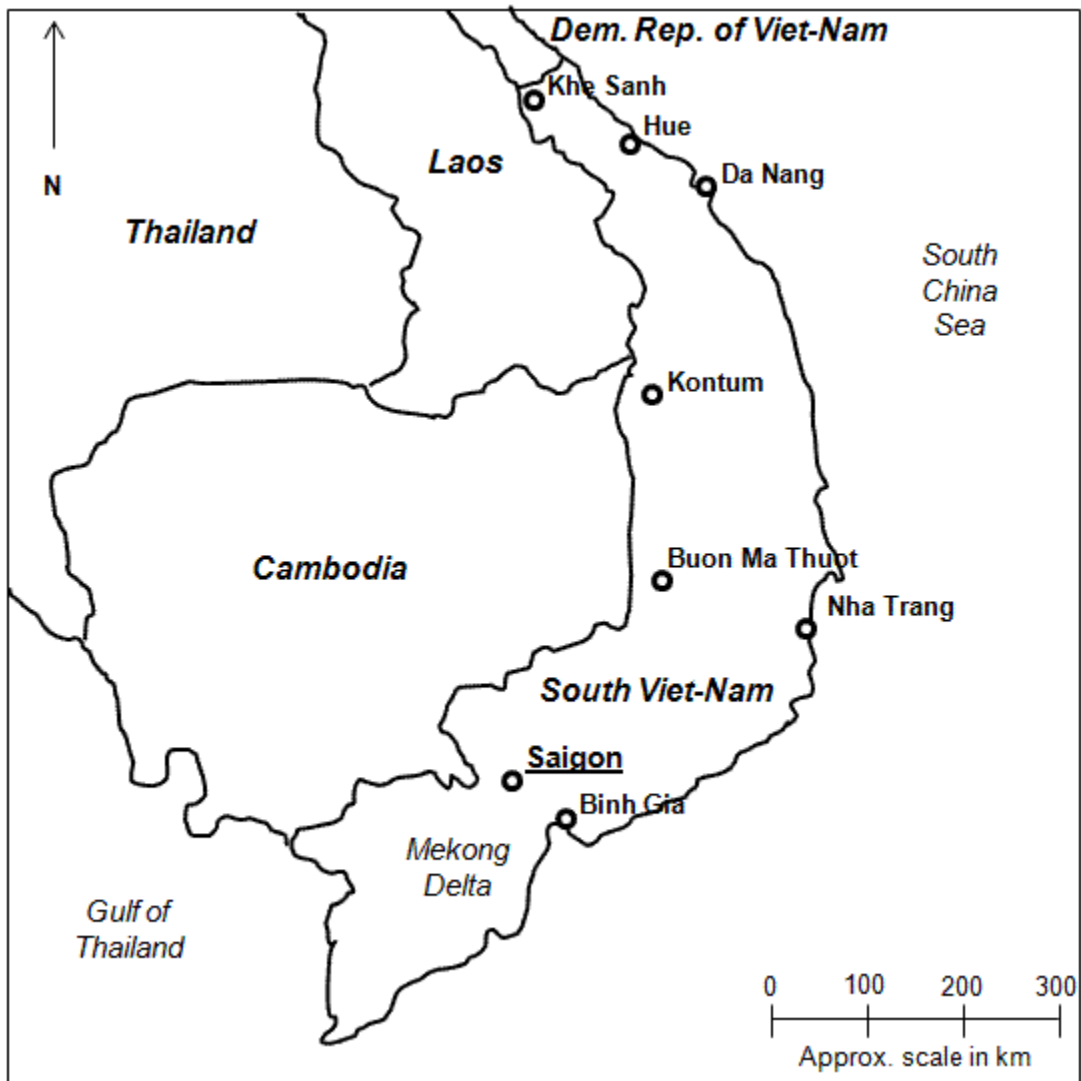 Dem. Rep. of Viet-Nam
Khe Sanh
Hue
Laos
Da Nang
N
Thailand
South
China
Sea
Kontum
Buon Ma Thuot
Cambodia
Nha Trang
South Viet-Nam
Saigon
Binh Gia
Mekong
Delta
Gulf of
Thailand
0 100 200 300
Approx. scale in km